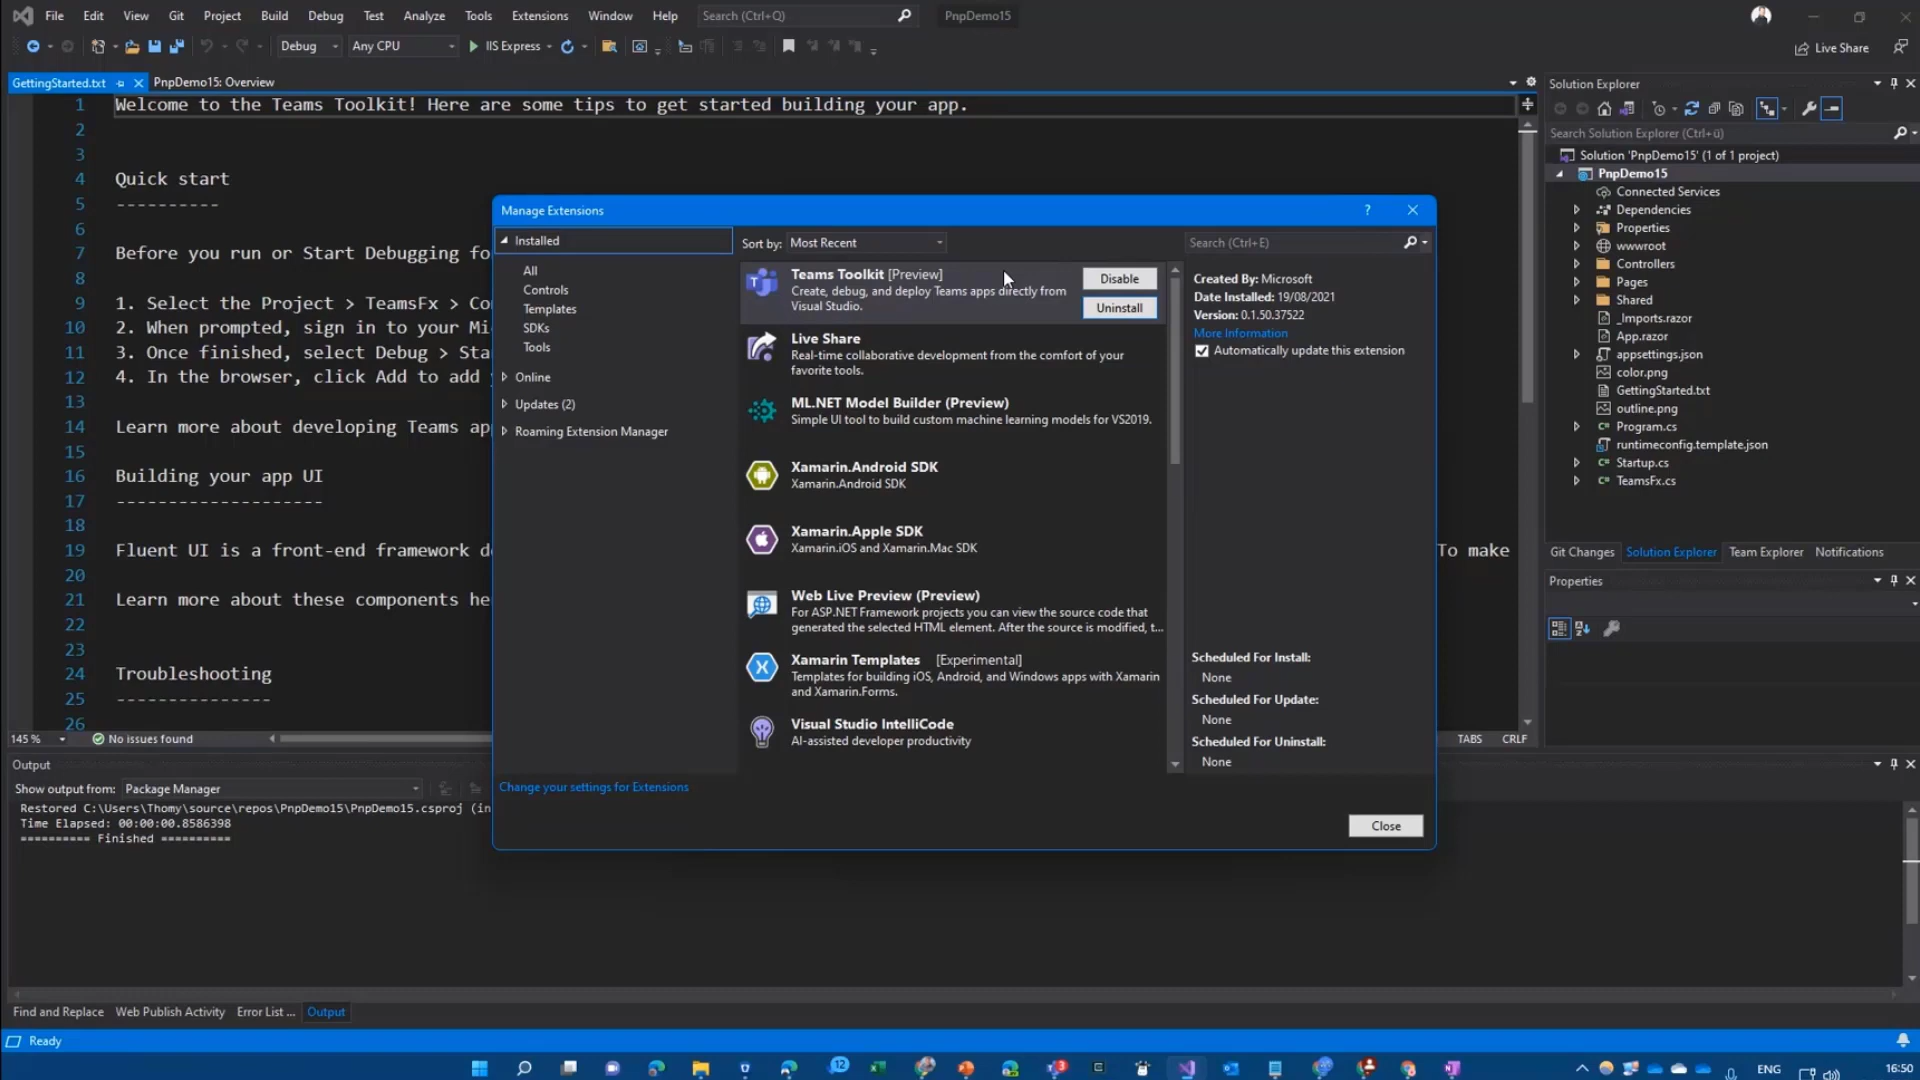 File Edit View Git Project Build Debug Test Analyze Tools Extensions Window Help Search (Ctrl+Q) PnpDemo15
Debug Any CPU IIS Express Live Share
GettingStarted.txt PnpDemo15: Overview
1 Welcome to the Teams Toolkit! Here are some tips to get started building your app.
2
3
4 Quick start
5 ----------
6
7 Before you run or Start Debugging fo
8
9 1. Select the Project > TeamsFx > Co
10 2. When prompted, sign in to your Mi
11 3. Once finished, select Debug > Sta
12 4. In the browser, click Add to add
13
14 Learn more about developing Teams ap
15
16 Building your app UI
17 --------------------
18
19 Fluent UI is a front-end framework d
To make
20
21 Learn more about these components he
22
23
24 Troubleshooting
25 ---------------
26
145 % No issues found
TABS CRLF
Manage Extensions ?
Installed
All
Controls
Templates
SDKs
Tools
Online
Updates (2)
Roaming Extension Manager
Change your settings for Extensions
Sort by: Most Recent
Teams Toolkit [Preview]
Create, debug, and deploy Teams apps directly from
Visual Studio.
Disable
Uninstall
Live Share
Real-time collaborative development from the comfort of your
favorite tools.
ML.NET Model Builder (Preview)
Simple UI tool to build custom machine learning models for VS2019.
Xamarin.Android SDK
Xamarin.Android SDK
Xamarin.Apple SDK
Xamarin.iOS and Xamarin.Mac SDK
Web Live Preview (Preview)
For ASP.NET Framework projects you can view the source code that
generated the selected HTML element. After the source is modified, t...
Xamarin Templates [Experimental]
Templates for building iOS, Android, and Windows apps with Xamarin
and Xamarin.Forms.
Visual Studio IntelliCode
AI-assisted developer productivity
Search (Ctrl+E)
Created By: Microsoft
Date Installed: 19/08/2021
Version: 0.1.50.37522
More Information
Automatically update this extension
Scheduled For Install:
None
Scheduled For Update:
None
Scheduled For Uninstall:
None
Close
Solution Explorer
Search Solution Explorer (Ctrl+ü)
Solution 'PnpDemo15' (1 of 1 project)
PnpDemo15
Connected Services
Dependencies
Properties
wwwroot
Controllers
Pages
Shared
_Imports.razor
App.razor
appsettings.json
color.png
GettingStarted.txt
outline.png
Program.cs
runtimeconfig.template.json
Startup.cs
TeamsFx.cs
Git Changes Solution Explorer Team Explorer Notifications
Properties
Output
Show output from: Package Manager
Restored C:\Users\Thomy\source\repos\PnpDemo15\PnpDemo15.csproj (in
Time Elapsed: 00:00:00.8586398
========== Finished ==========
Find and Replace Web Publish Activity Error List ... Output
Ready
12 3 ENG 16:50